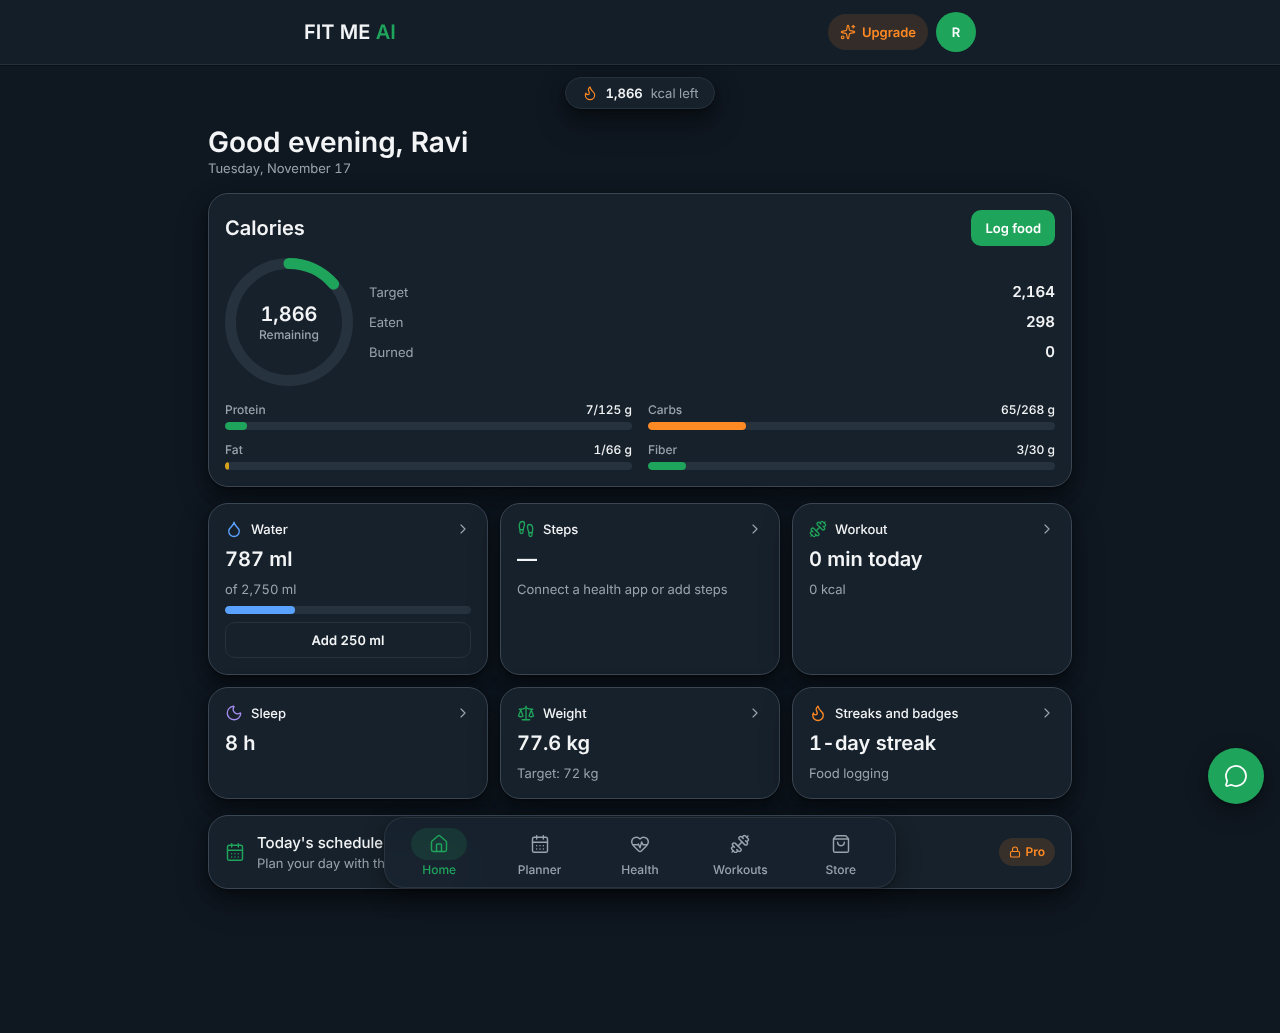 FIT ME AI
Upgrade
R
1,866 kcal left
Good evening, Ravi
Tuesday, November 17
Calories
Log food
1,866
Remaining
Target 2,164
Eaten 298
Burned 0
Protein 7/125 g
Carbs 65/268 g
Fat 1/66 g
Fiber 3/30 g
Water
787 ml
of 2,750 ml
Add 250 ml
Steps
—
Connect a health app or add steps
Workout
0 min today
0 kcal
Sleep
8 h
Weight
77.6 kg
Target: 72 kg
Streaks and badges
1-day streak
Food logging
Today's schedule
Plan your day with th
Pro
Home
Planner
Health
Workouts
Store